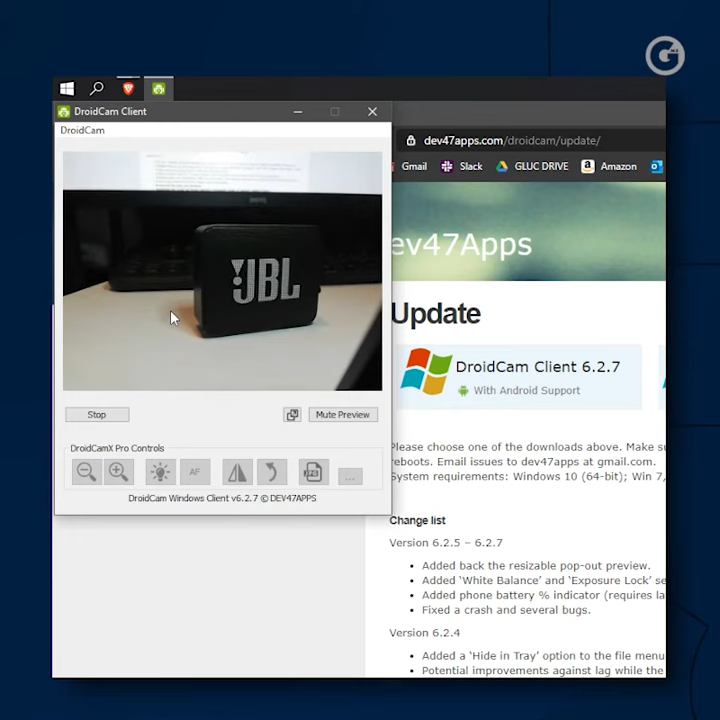 DroidCam Client
DroidCam
JBL
Stop
Mute Preview
DroidCamX Pro Controls
AF
JPG
...
DroidCam Windows Client v6.2.7 © DEV47APPS
dev47apps.com/droidcam/update/
Gmail Slack GLUC DRIVE Amazon
ev47Apps
Update
DroidCam Client 6.2.7
With Android Support
Please choose one of the downloads above. Make su
reboots. Email issues to dev47apps at gmail.com.
System requirements: Windows 10 (64-bit); Win 7,
Change list
Version 6.2.5 – 6.2.7
• Added back the resizable pop-out preview.
• Added 'White Balance' and 'Exposure Lock' se
• Added phone battery % indicator (requires la
• Fixed a crash and several bugs.
Version 6.2.4
• Added a 'Hide in Tray' option to the file menu
• Potential improvements against lag while the